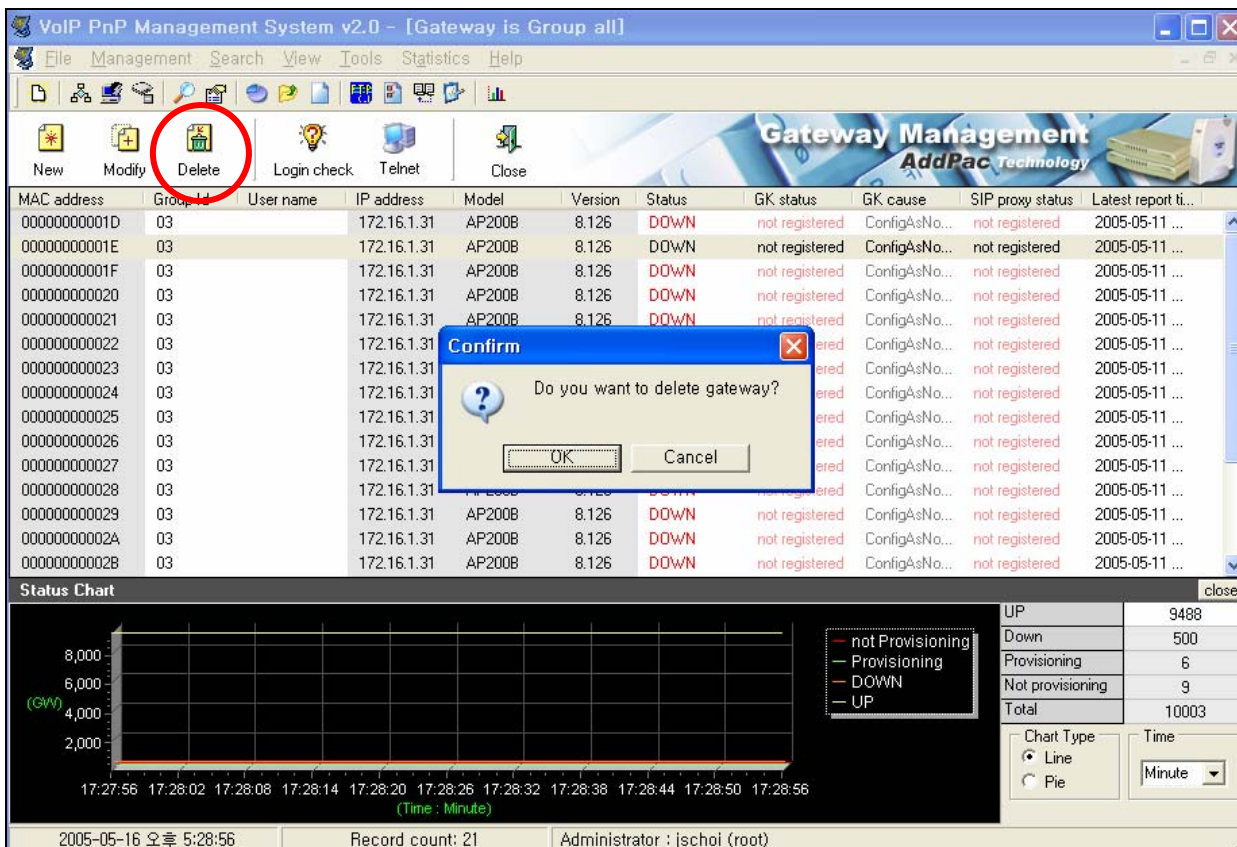 VoIP PnP Management System v2.0 - [Gateway is Group all]
File Management Search View Tools Statistics Help
New Modify Delete Login check Telnet Close
Gateway Management
AddPac Technology
MAC address Group Id User name IP address Model Version Status GK status GK cause SIP proxy status Latest report ti...
00000000001D 03 172.16.1.31 AP200B 8.126 DOWN not registered ConfigAsNo... not registered 2005-05-11 ...
00000000001E 03 172.16.1.31 AP200B 8.126 DOWN not registered ConfigAsNo... not registered 2005-05-11 ...
00000000001F 03 172.16.1.31 AP200B 8.126 DOWN not registered ConfigAsNo... not registered 2005-05-11 ...
000000000020 03 172.16.1.31 AP200B 8.126 DOWN not registered ConfigAsNo... not registered 2005-05-11 ...
000000000021 03 172.16.1.31 AP200B 8.126 DOWN not registered ConfigAsNo... not registered 2005-05-11 ...
000000000022 03 172.16.1.31 ered ConfigAsNo... not registered 2005-05-11 ...
000000000023 03 172.16.1.31 ered ConfigAsNo... not registered 2005-05-11 ...
000000000024 03 172.16.1.31 ered ConfigAsNo... not registered 2005-05-11 ...
000000000025 03 172.16.1.31 ered ConfigAsNo... not registered 2005-05-11 ...
000000000026 03 172.16.1.31 ered ConfigAsNo... not registered 2005-05-11 ...
000000000027 03 172.16.1.31 ered ConfigAsNo... not registered 2005-05-11 ...
000000000028 03 172.16.1.31 ered ConfigAsNo... not registered 2005-05-11 ...
000000000029 03 172.16.1.31 AP200B 8.126 DOWN not registered ConfigAsNo... not registered 2005-05-11 ...
00000000002A 03 172.16.1.31 AP200B 8.126 DOWN not registered ConfigAsNo... not registered 2005-05-11 ...
00000000002B 03 172.16.1.31 AP200B 8.126 DOWN not registered ConfigAsNo... not registered 2005-05-11 ...
Confirm
Do you want to delete gateway?
OK Cancel
Status Chart close
8,000
6,000
(GW)
4,000
2,000
17:27:56 17:28:02 17:28:08 17:28:14 17:28:20 17:28:26 17:28:32 17:28:38 17:28:44 17:28:50 17:28:56
(Time : Minute)
not Provisioning
Provisioning
DOWN
UP
UP 9488
Down 500
Provisioning 6
Not provisioning 9
Total 10003
Chart Type
Line
Pie
Time
Minute
2005-05-16 오후 5:28:56 Record count: 21 Administrator : jschoi (root)